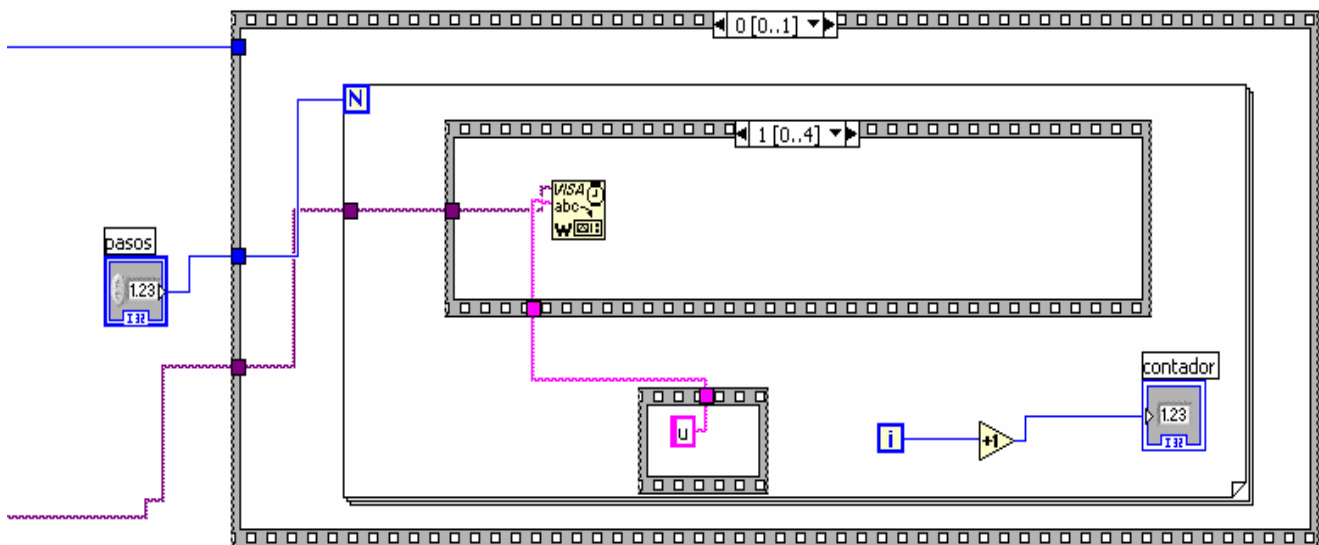 0 [0..1]
N
1 [0..4]
VISA
abc
W
pasos
1.23
I32
contador
1.23
I32
u
i
+1